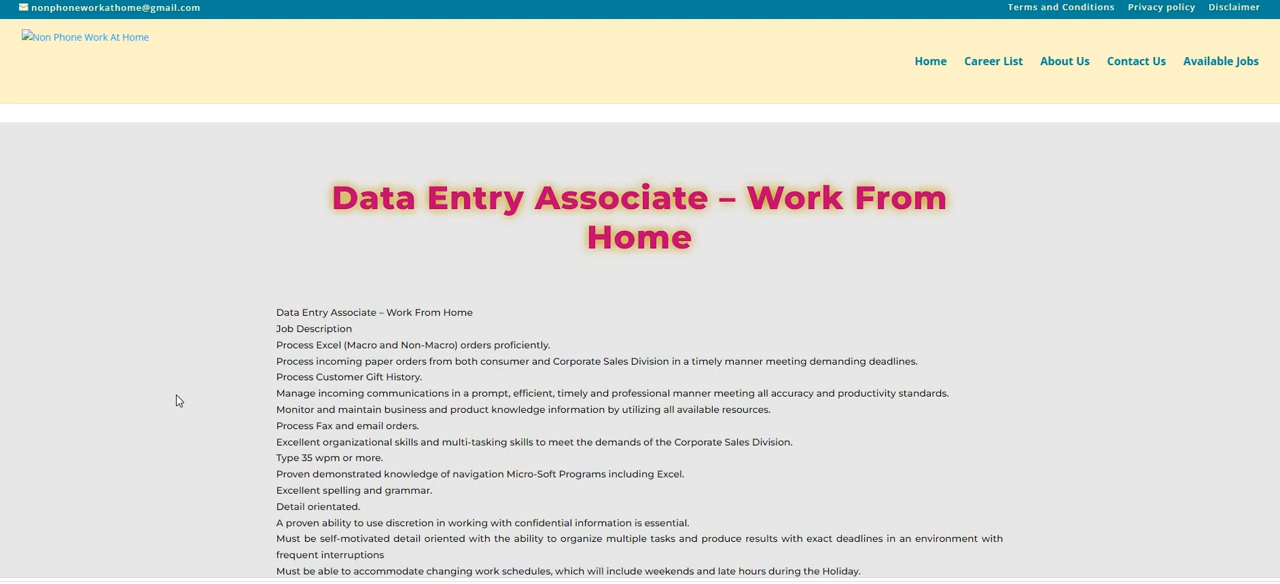 nonphoneworkathome@gmail.com
Terms and Conditions Privacy policy Disclaimer
Non Phone Work At Home
Home Career List About Us Contact Us Available Jobs
Data Entry Associate – Work From
Home
Data Entry Associate – Work From Home
Job Description
Process Excel (Macro and Non-Macro) orders proficiently.
Process incoming paper orders from both consumer and Corporate Sales Division in a timely manner meeting demanding deadlines.
Process Customer Gift History.
Manage incoming communications in a prompt, efficient, timely and professional manner meeting all accuracy and productivity standards.
Monitor and maintain business and product knowledge information by utilizing all available resources.
Process Fax and email orders.
Excellent organizational skills and multi-tasking skills to meet the demands of the Corporate Sales Division.
Type 35 wpm or more.
Proven demonstrated knowledge of navigation Micro-Soft Programs including Excel.
Excellent spelling and grammar.
Detail orientated.
A proven ability to use discretion in working with confidential information is essential.
Must be self-motivated detail oriented with the ability to organize multiple tasks and produce results with exact deadlines in an environment with
frequent interruptions
Must be able to accommodate changing work schedules, which will include weekends and late hours during the Holiday.